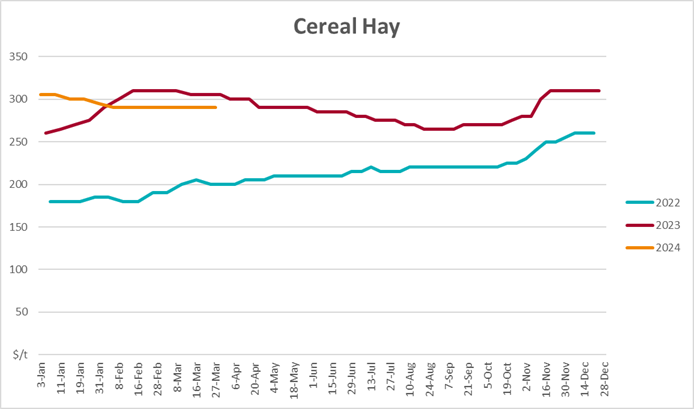 Cereal Hay
350
300
250
200
150
100
50
$/t
3-Jan
11-Jan
19-Jan
31-Jan
8-Feb
16-Feb
28-Feb
8-Mar
16-Mar
27-Mar
6-Apr
20-Apr
4-May
18-May
1-Jun
15-Jun
29-Jun
13-Jul
27-Jul
10-Aug
24-Aug
7-Sep
21-Sep
5-Oct
19-Oct
2-Nov
16-Nov
30-Nov
14-Dec
28-Dec
2022
2023
2024